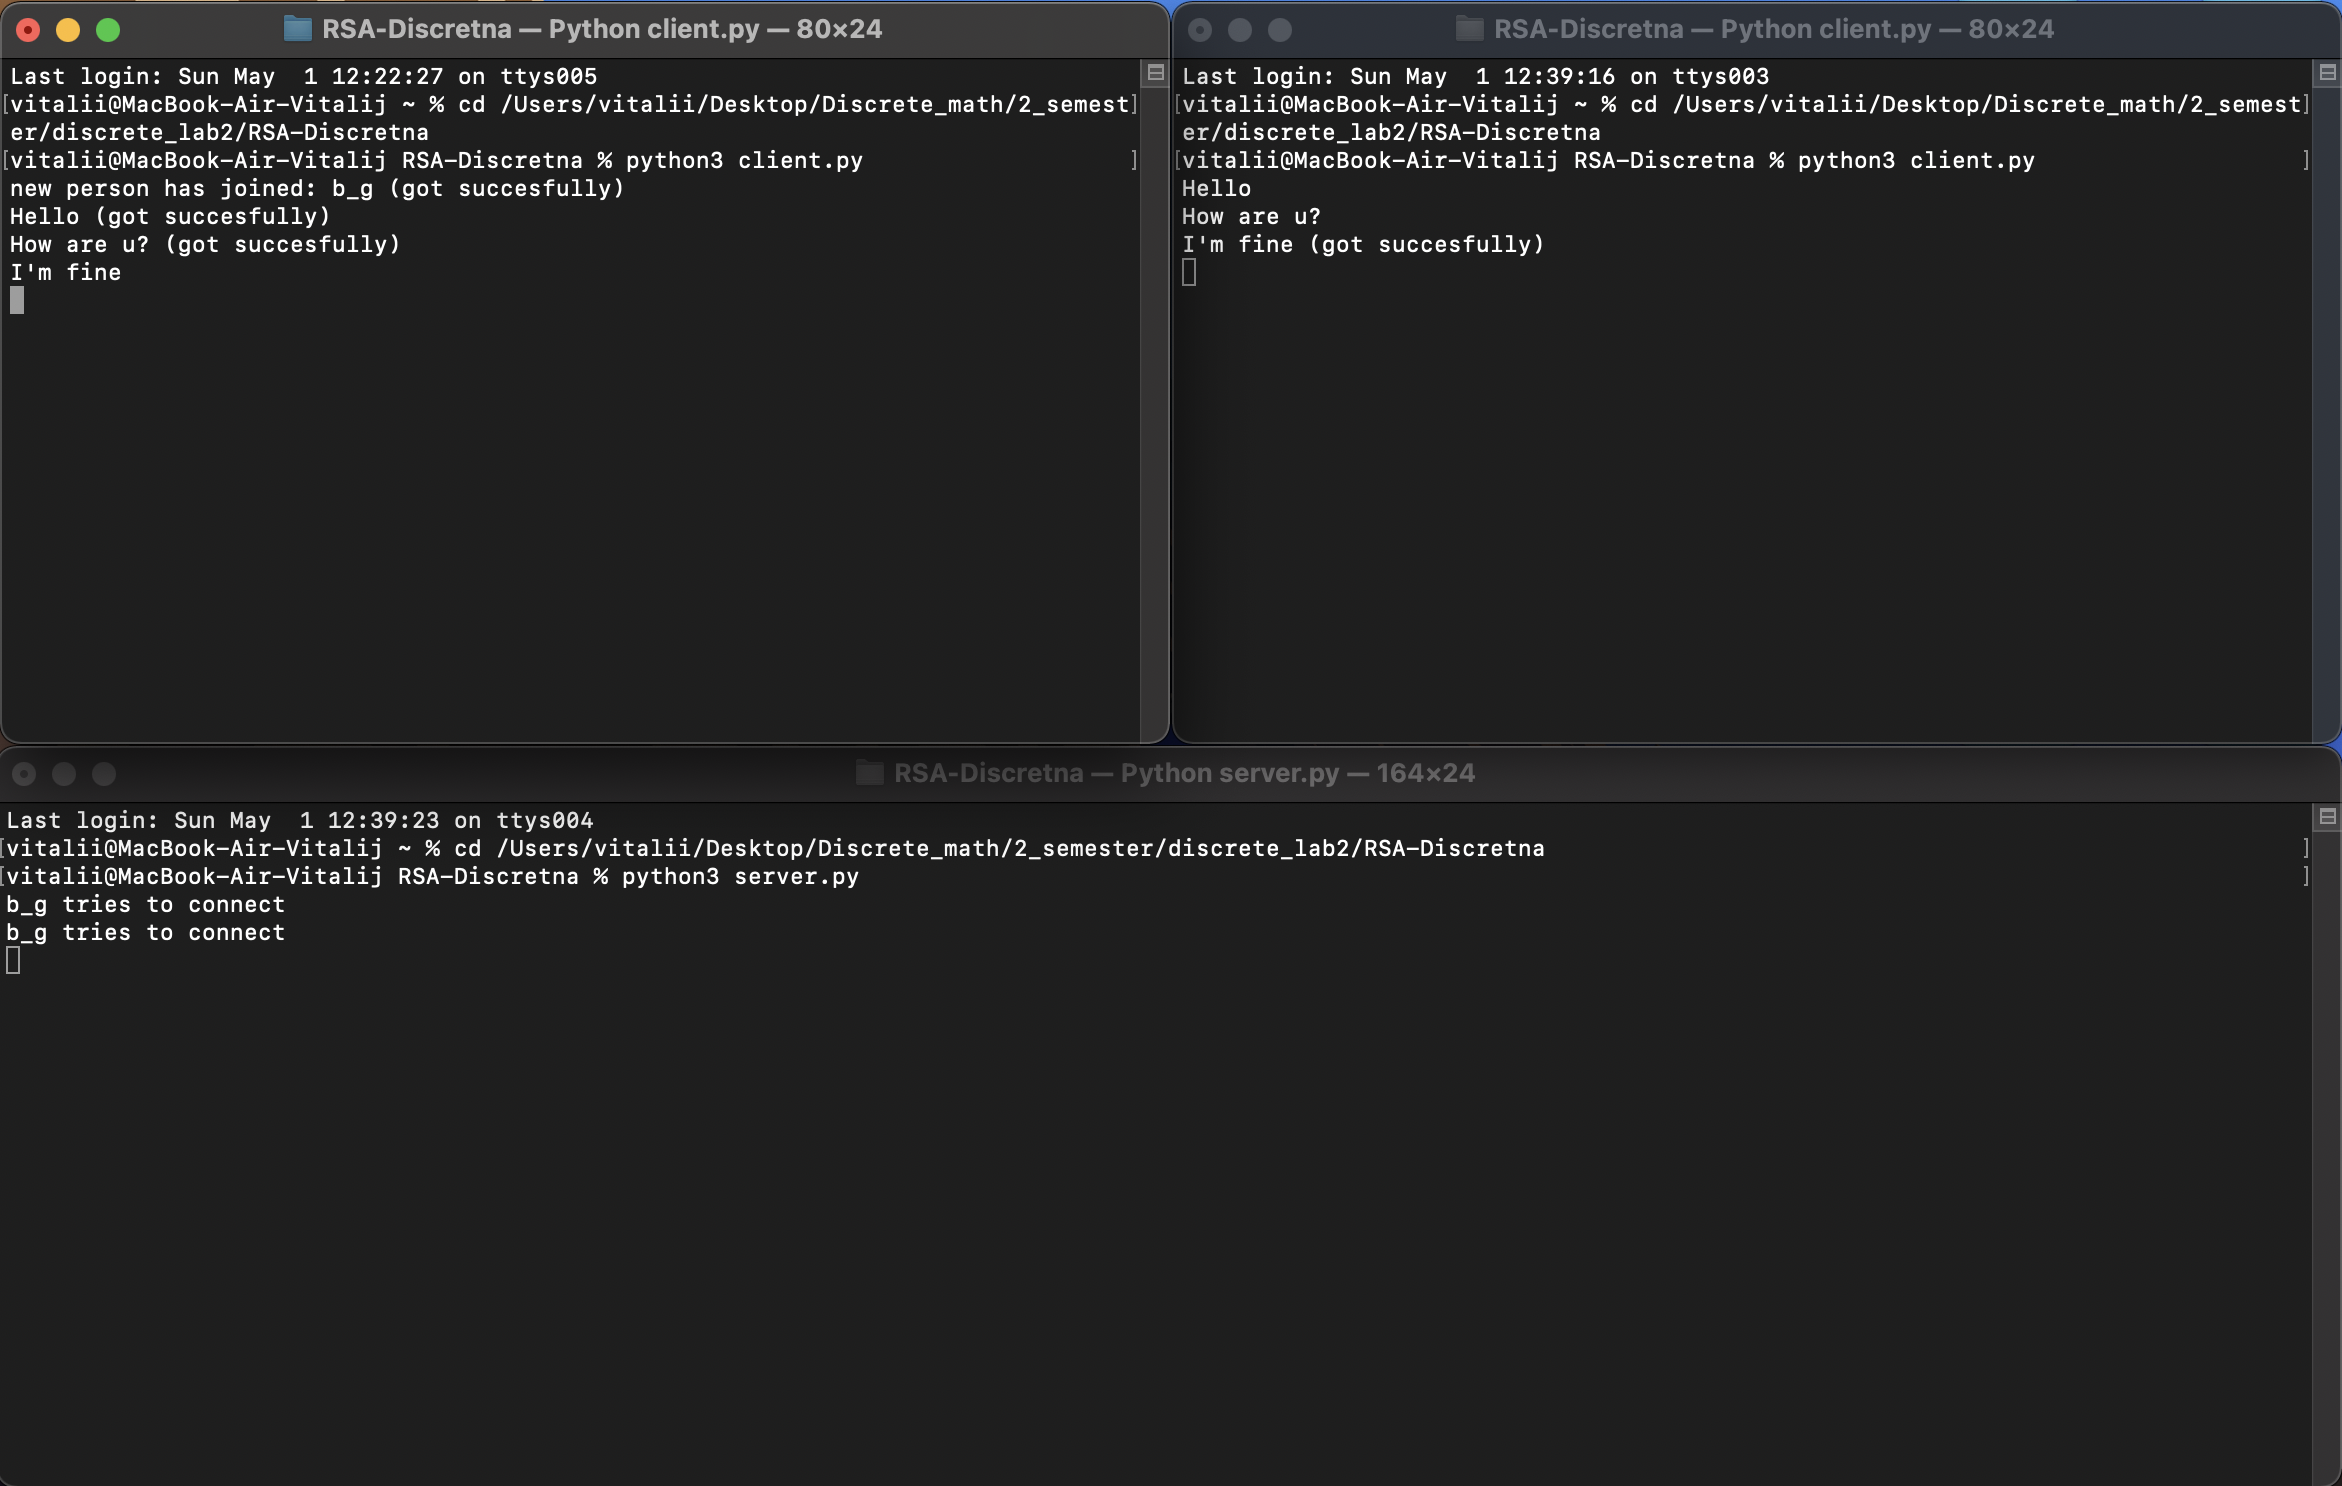 RSA-Discretna — Python client.py — 80×24
Last login: Sun May  1 12:22:27 on ttys005
[vitalii@MacBook-Air-Vitalij ~ % cd /Users/vitalii/Desktop/Discrete_math/2_semest]
er/discrete_lab2/RSA-Discretna
[vitalii@MacBook-Air-Vitalij RSA-Discretna % python3 client.py ]
new person has joined: b_g (got succesfully)
Hello (got succesfully)
How are u? (got succesfully)
I'm fine
RSA-Discretna — Python client.py — 80×24
Last login: Sun May  1 12:39:16 on ttys003
[vitalii@MacBook-Air-Vitalij ~ % cd /Users/vitalii/Desktop/Discrete_math/2_semest]
er/discrete_lab2/RSA-Discretna
[vitalii@MacBook-Air-Vitalij RSA-Discretna % python3 client.py ]
Hello
How are u?
I'm fine (got succesfully)
RSA-Discretna — Python server.py — 164×24
Last login: Sun May  1 12:39:23 on ttys004
[vitalii@MacBook-Air-Vitalij ~ % cd /Users/vitalii/Desktop/Discrete_math/2_semester/discrete_lab2/RSA-Discretna ]
[vitalii@MacBook-Air-Vitalij RSA-Discretna % python3 server.py ]
b_g tries to connect
b_g tries to connect